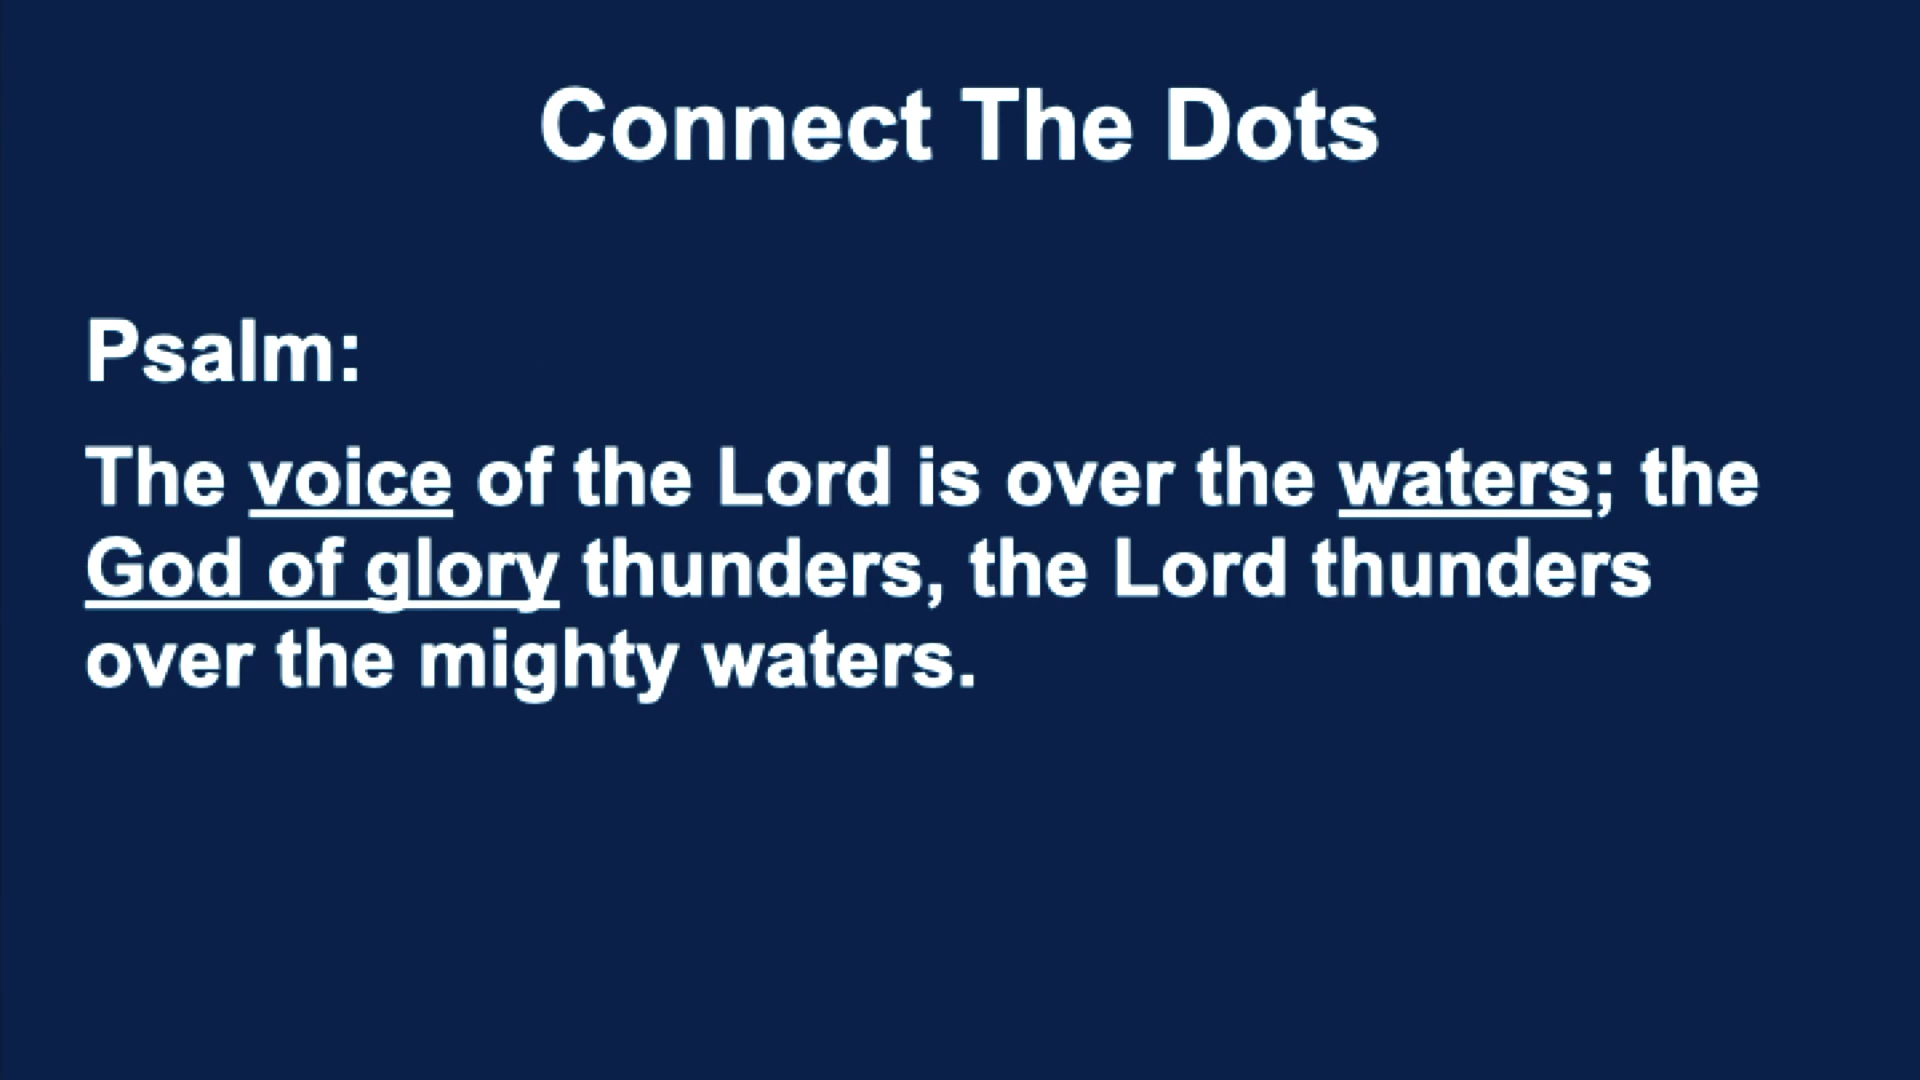 Connect The Dots
Psalm:
The voice of the Lord is over the waters; the
God of glory thunders, the Lord thunders
over the mighty waters.